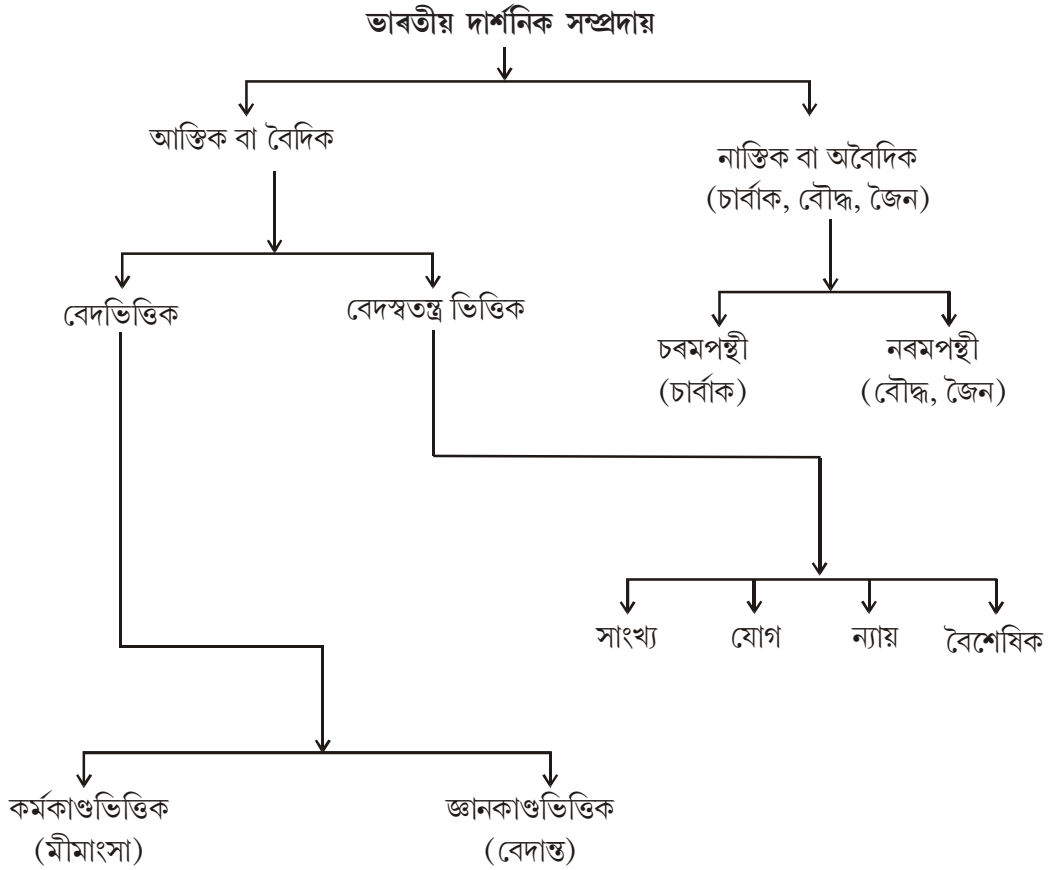 ভাৰতীয় দাৰ্শনিক সম্প্ৰদায়
আস্তিক বা বৈদিক
নাস্তিক বা অবৈদিক
(চাৰ্বাক, বৌদ্ধ, জৈন)
বেদভিত্তিক
বেদস্বতন্ত্ৰ ভিত্তিক
চৰমপন্থী
(চাৰ্বাক)
নৰমপন্থী
(বৌদ্ধ, জৈন)
সাংখ্য
যোগ
ন্যায়
বৈশেষিক
কৰ্মকাণ্ডভিত্তিক
(মীমাংসা)
জ্ঞানকাণ্ডভিত্তিক
(বেদান্ত)